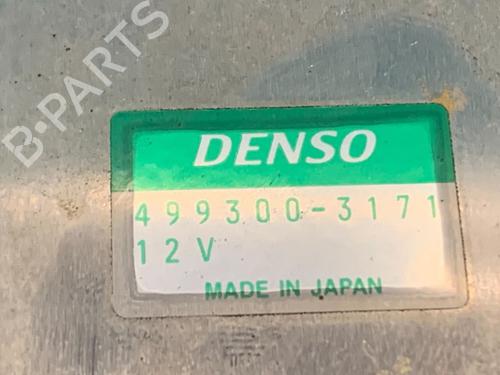 B-PARTS
DENSO
499300-3171
12V
MADE IN JAPAN